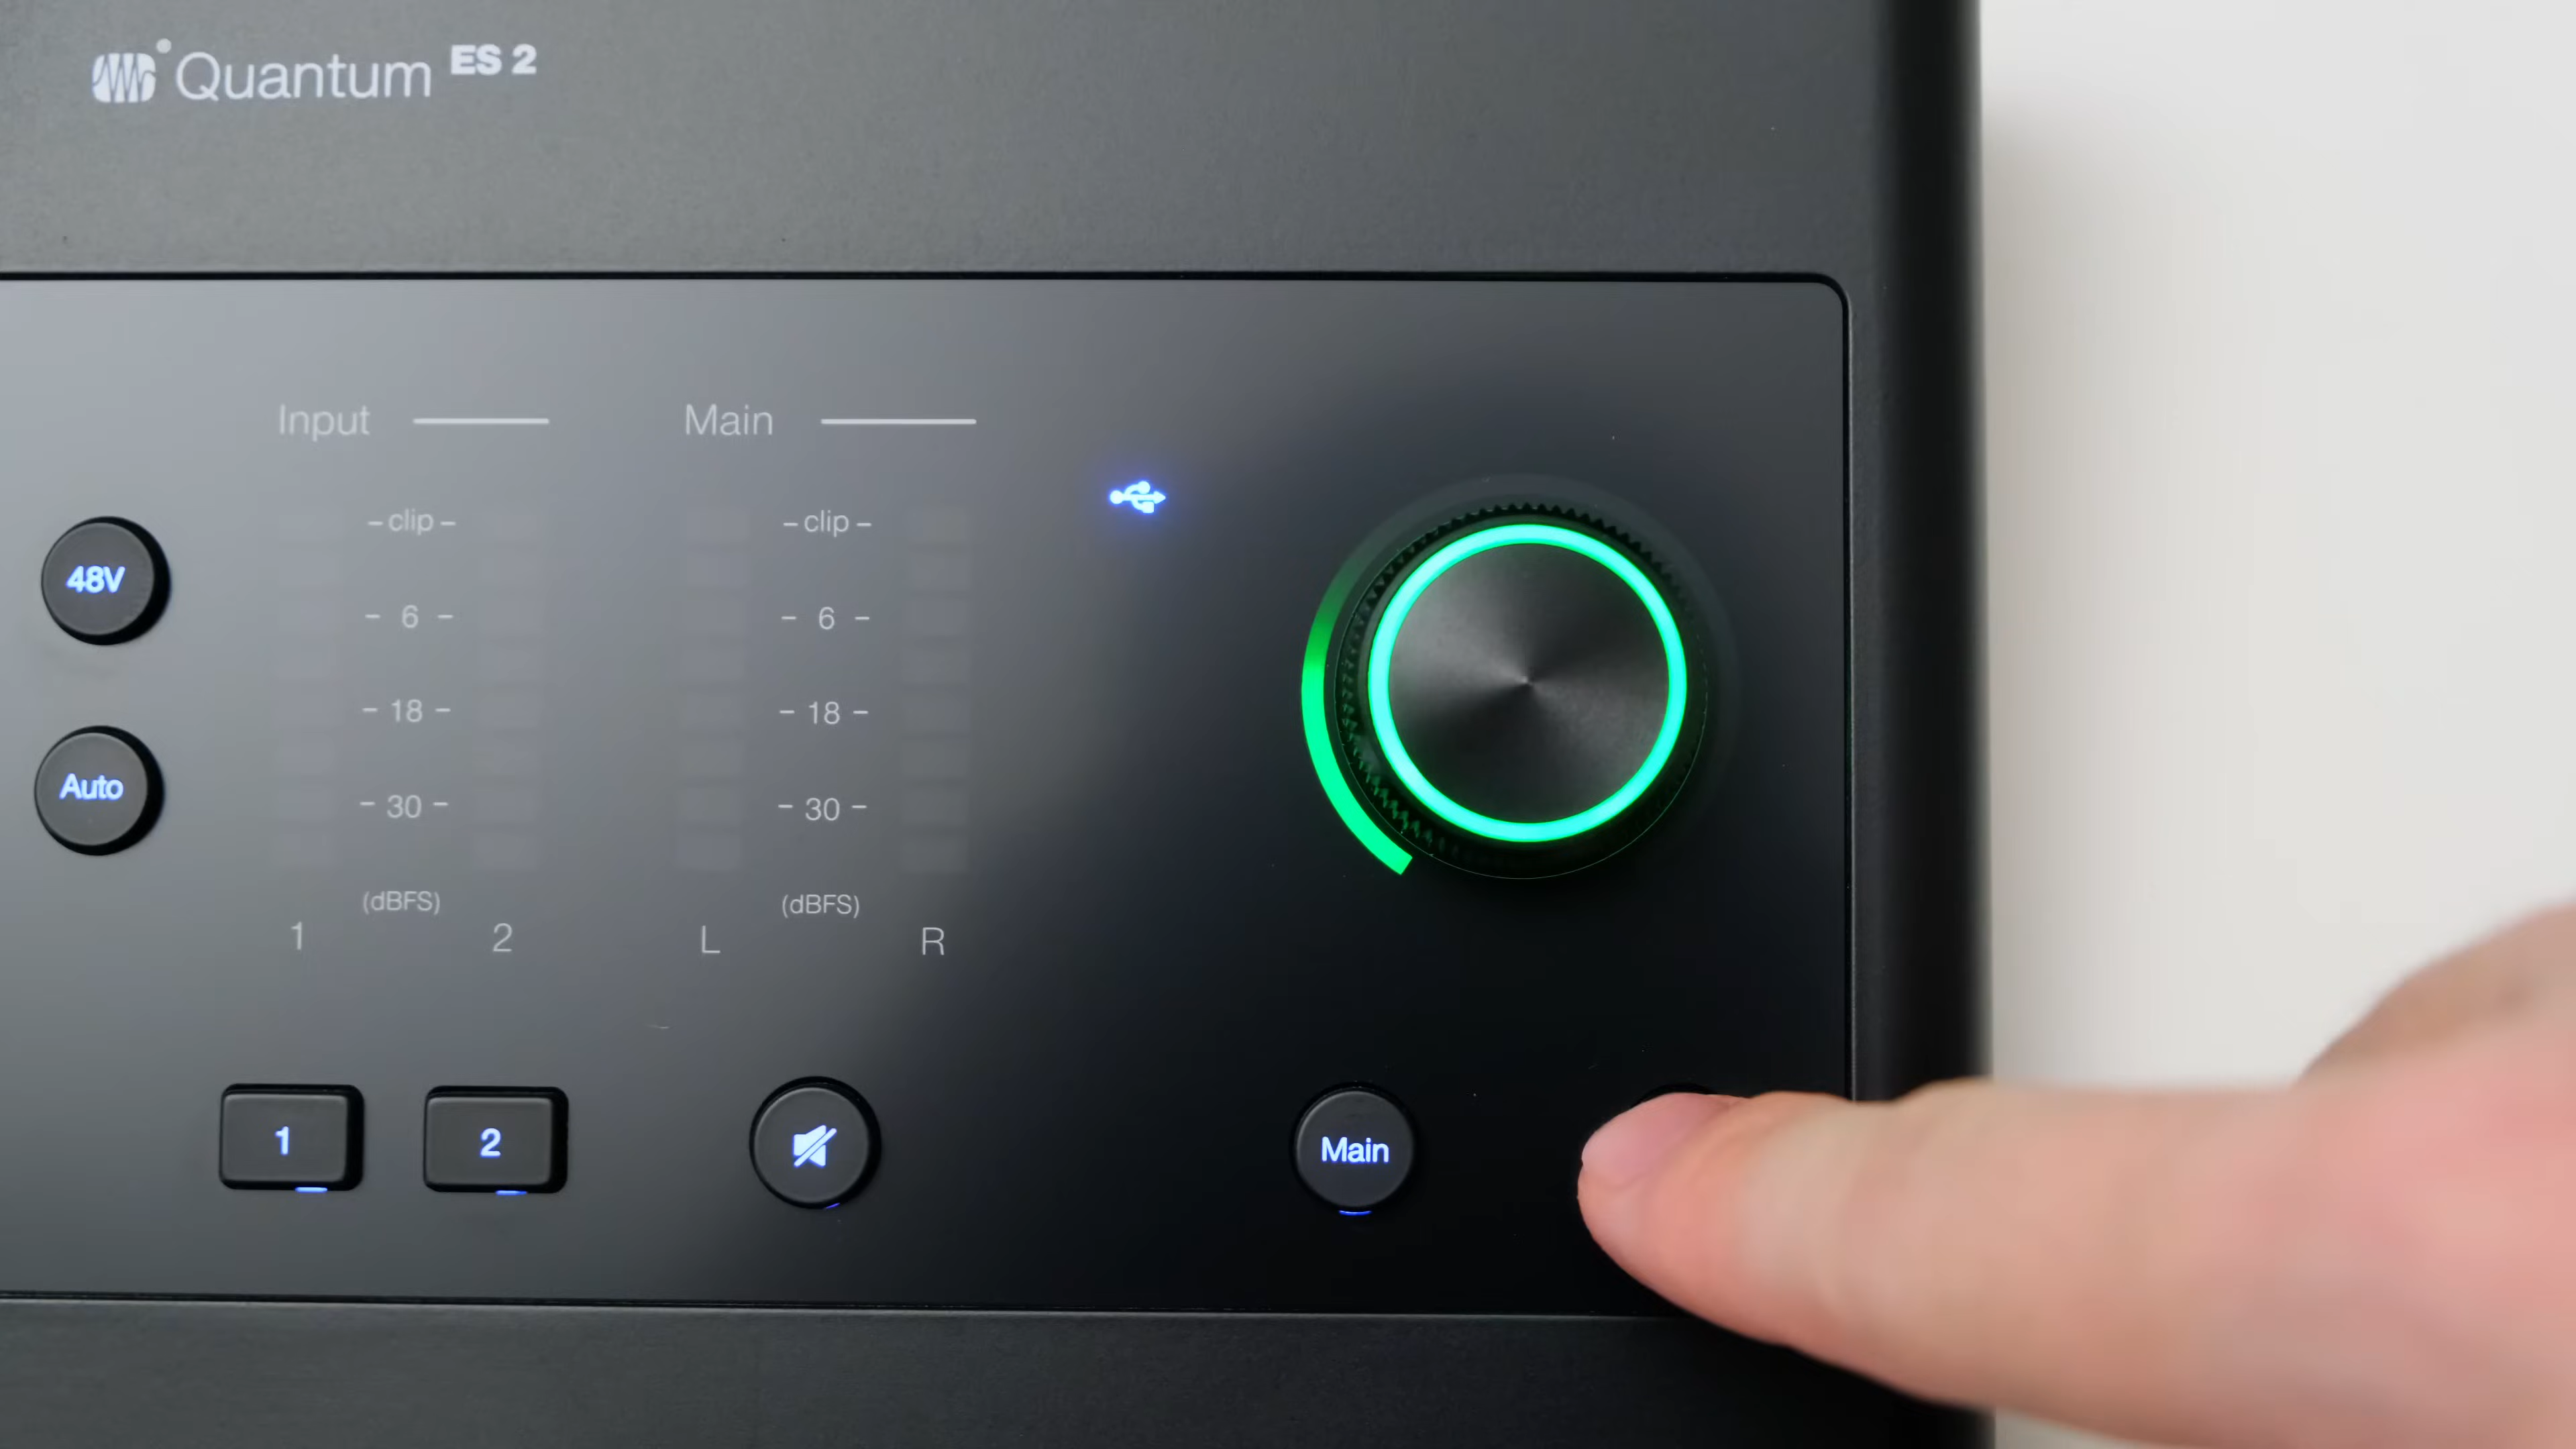 Quantum ES 2
Input
Main
clip
clip
48V
6
6
18
18
Auto
30
30
(dBFS)
(dBFS)
1
2
L
R
1
2
Main